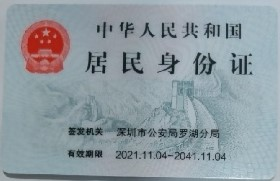 中华人民共和国
居民身份证
签发机关 深圳市公安局罗湖分局
有效期限 2021.11.04-2041.11.04